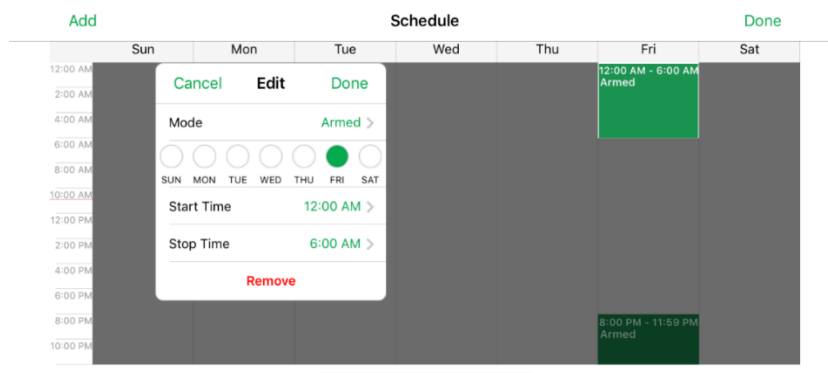 Add Schedule Done
Sun Mon Tue Wed Thu Fri Sat
12:00 AM
2:00 AM
4:00 AM
6:00 AM
8:00 AM
10:00 AM
12:00 PM
2:00 PM
4:00 PM
6:00 PM
8:00 PM
10:00 PM
Cancel Edit Done
Mode Armed >
SUN MON TUE WED THU FRI SAT
Start Time 12:00 AM >
Stop Time 6:00 AM >
Remove
12:00 AM - 6:00 AM
Armed
8:00 PM - 11:59 PM
Armed